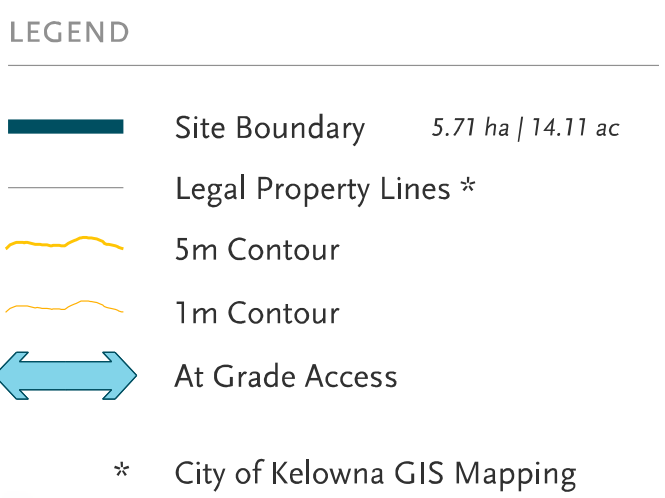 LEGEND
Site Boundary 5.71 ha | 14.11 ac
Legal Property Lines *
5m Contour
1m Contour
At Grade Access
* City of Kelowna GIS Mapping